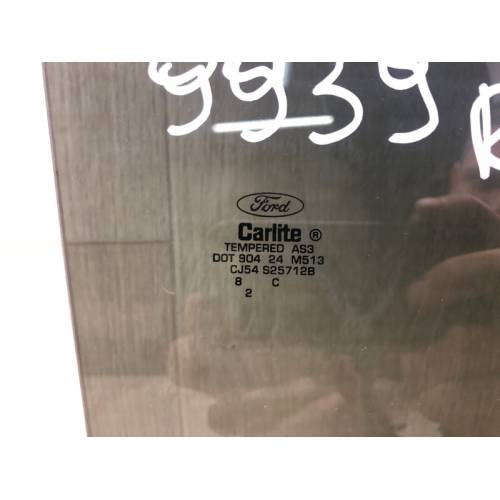 9939 R
Ford
Carlite ®
TEMPERED AS3
DOT 904 24 M513
CJ54 S25712B
8 C
2